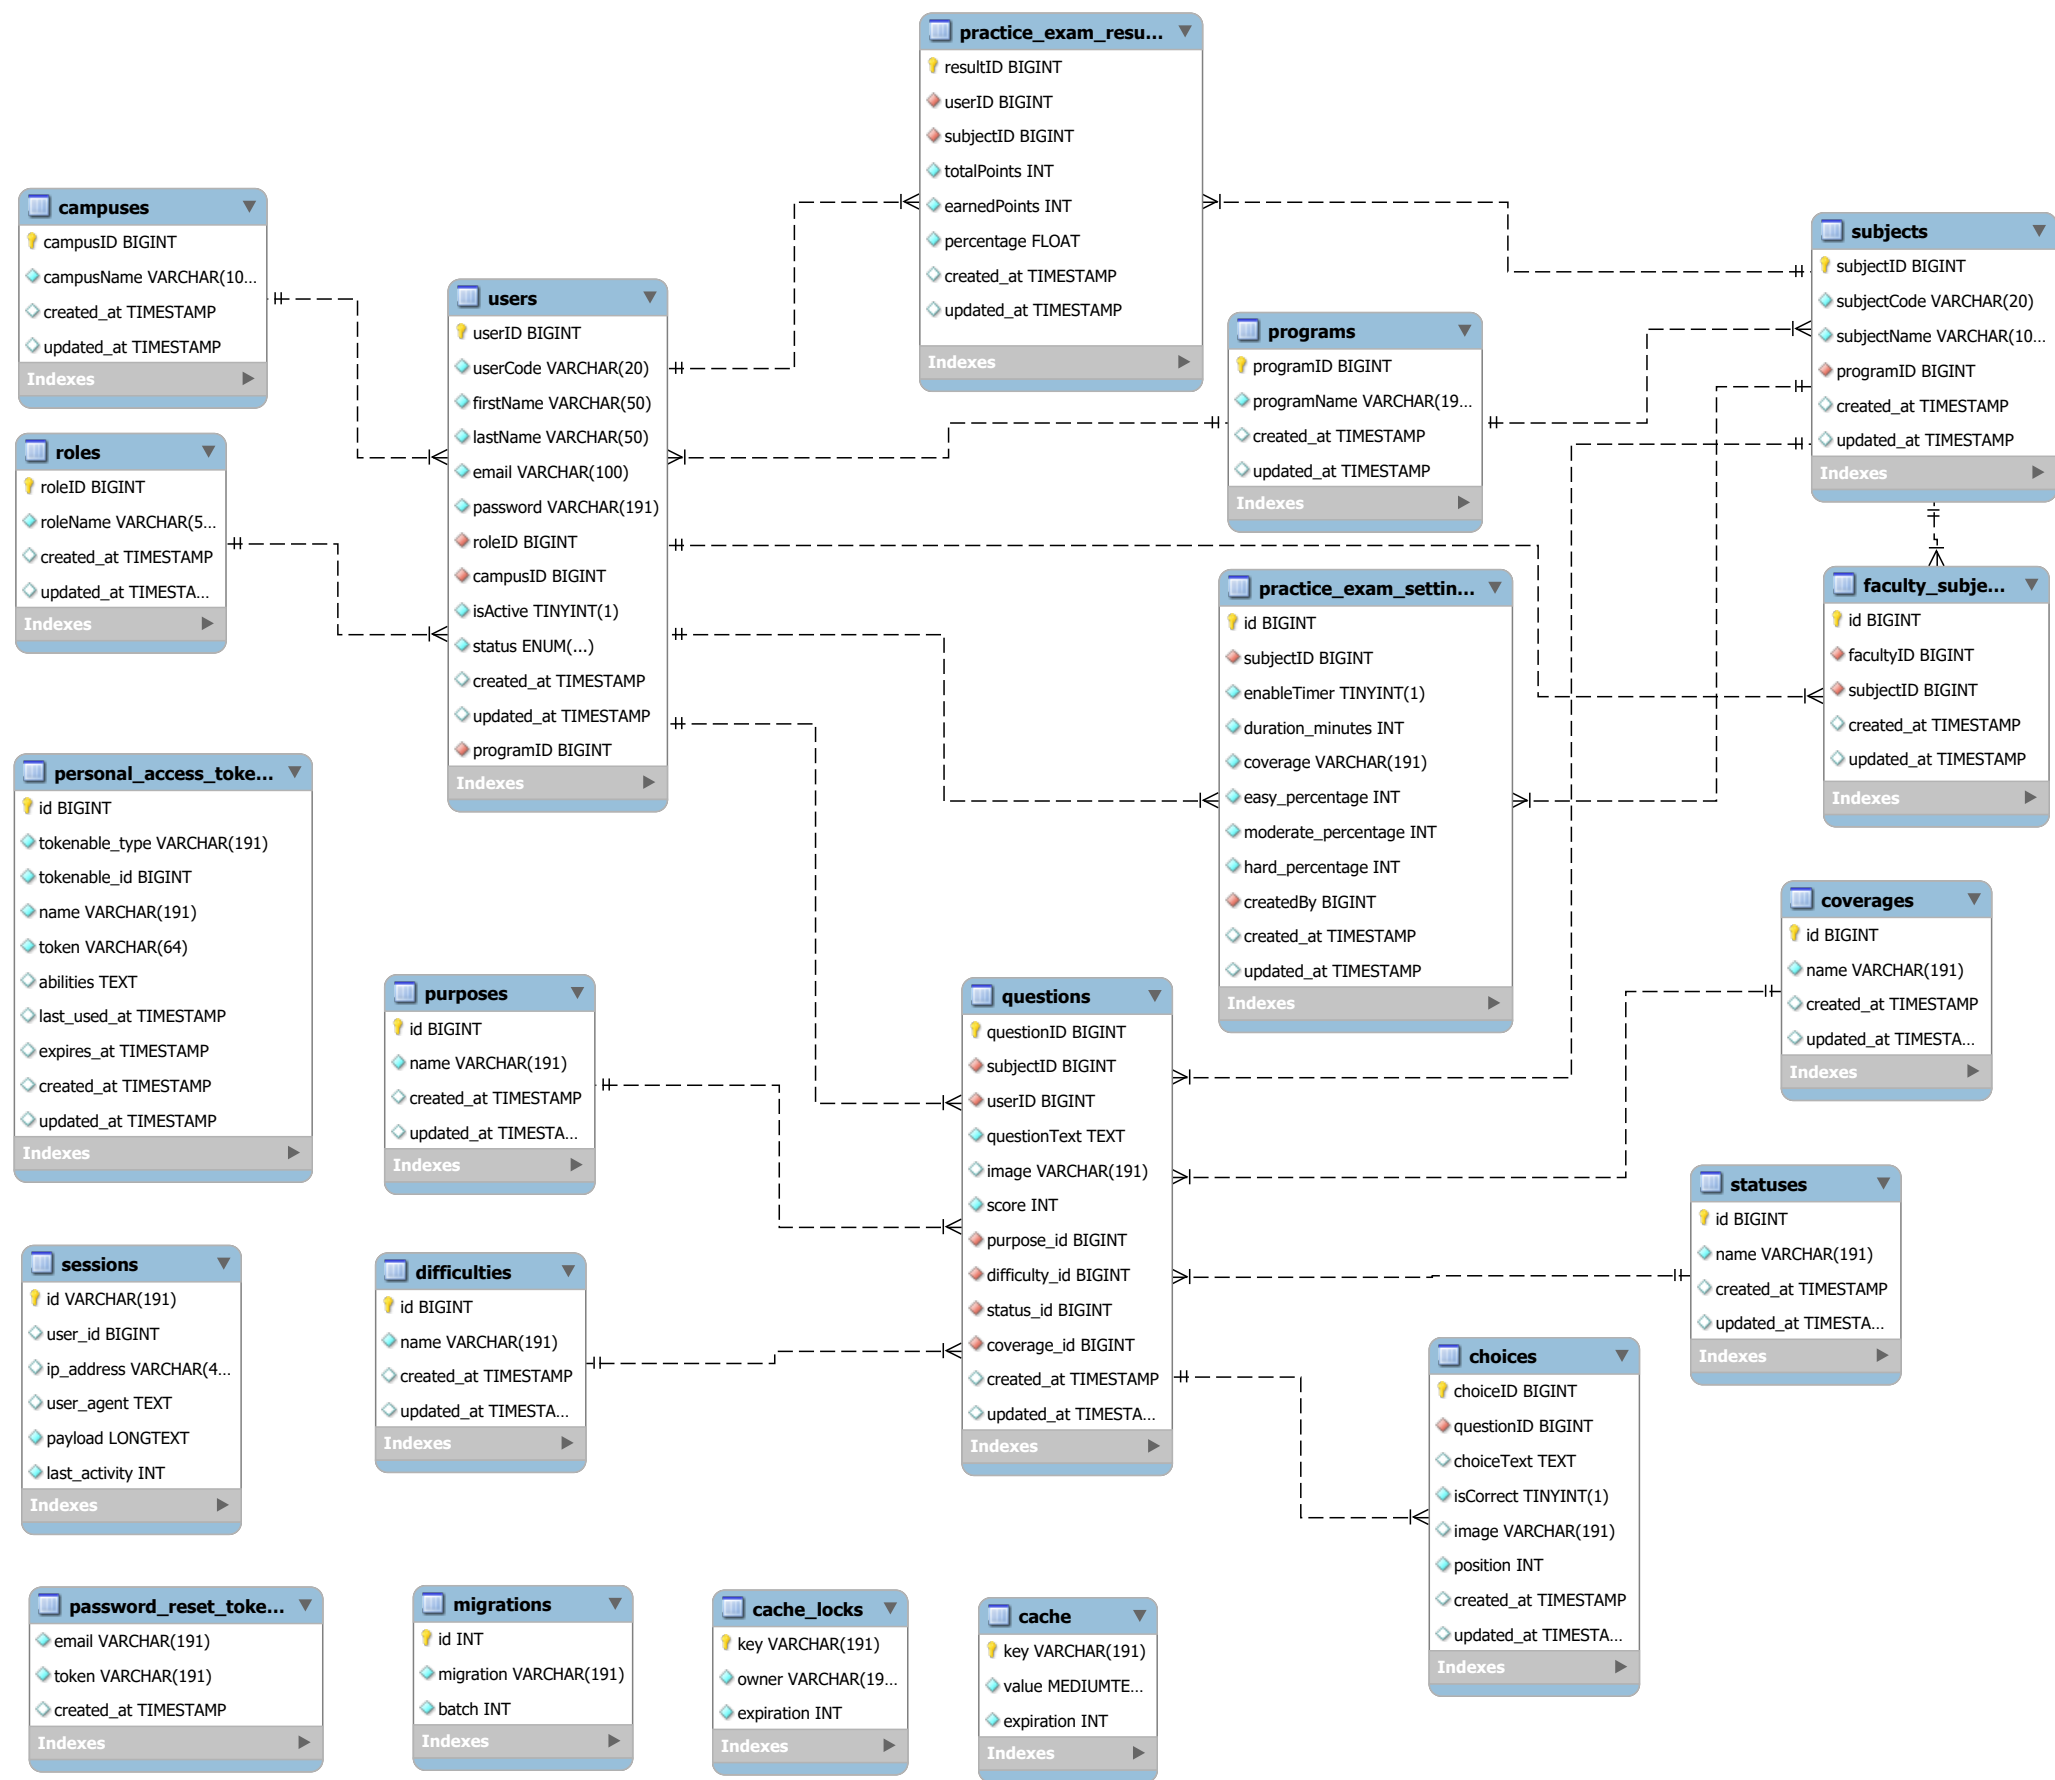 practice_exam_resu...
resultID BIGINT
userID BIGINT
subjectID BIGINT
totalPoints INT
earnedPoints INT
percentage FLOAT
created_at TIMESTAMP
updated_at TIMESTAMP
Indexes
campuses
campusID BIGINT
campusName VARCHAR(10...
created_at TIMESTAMP
updated_at TIMESTAMP
Indexes
subjects
subjectID BIGINT
subjectCode VARCHAR(20)
subjectName VARCHAR(10...
programID BIGINT
created_at TIMESTAMP
updated_at TIMESTAMP
Indexes
users
userID BIGINT
userCode VARCHAR(20)
firstName VARCHAR(50)
lastName VARCHAR(50)
email VARCHAR(100)
password VARCHAR(191)
roleID BIGINT
campusID BIGINT
isActive TINYINT(1)
status ENUM(...)
created_at TIMESTAMP
updated_at TIMESTAMP
programID BIGINT
Indexes
programs
programID BIGINT
programName VARCHAR(19...
created_at TIMESTAMP
updated_at TIMESTAMP
Indexes
roles
roleID BIGINT
roleName VARCHAR(5...
created_at TIMESTAMP
updated_at TIMESTA...
Indexes
practice_exam_settin...
id BIGINT
subjectID BIGINT
enableTimer TINYINT(1)
duration_minutes INT
coverage VARCHAR(191)
easy_percentage INT
moderate_percentage INT
hard_percentage INT
createdBy BIGINT
created_at TIMESTAMP
updated_at TIMESTAMP
Indexes
faculty_subje...
id BIGINT
facultyID BIGINT
subjectID BIGINT
created_at TIMESTAMP
updated_at TIMESTAMP
Indexes
personal_access_toke...
id BIGINT
tokenable_type VARCHAR(191)
tokenable_id BIGINT
name VARCHAR(191)
token VARCHAR(64)
abilities TEXT
last_used_at TIMESTAMP
expires_at TIMESTAMP
created_at TIMESTAMP
updated_at TIMESTAMP
Indexes
coverages
id BIGINT
name VARCHAR(191)
created_at TIMESTAMP
updated_at TIMESTA...
Indexes
purposes
id BIGINT
name VARCHAR(191)
created_at TIMESTAMP
updated_at TIMESTA...
Indexes
questions
questionID BIGINT
subjectID BIGINT
userID BIGINT
questionText TEXT
image VARCHAR(191)
score INT
purpose_id BIGINT
difficulty_id BIGINT
status_id BIGINT
coverage_id BIGINT
created_at TIMESTAMP
updated_at TIMESTA...
Indexes
statuses
id BIGINT
name VARCHAR(191)
created_at TIMESTAMP
updated_at TIMESTA...
Indexes
sessions
id VARCHAR(191)
user_id BIGINT
ip_address VARCHAR(4...
user_agent TEXT
payload LONGTEXT
last_activity INT
Indexes
difficulties
id BIGINT
name VARCHAR(191)
created_at TIMESTAMP
updated_at TIMESTA...
Indexes
choices
choiceID BIGINT
questionID BIGINT
choiceText TEXT
isCorrect TINYINT(1)
image VARCHAR(191)
position INT
created_at TIMESTAMP
updated_at TIMESTA...
Indexes
password_reset_toke...
email VARCHAR(191)
token VARCHAR(191)
created_at TIMESTAMP
Indexes
migrations
id INT
migration VARCHAR(191)
batch INT
Indexes
cache_locks
key VARCHAR(191)
owner VARCHAR(19...
expiration INT
Indexes
cache
key VARCHAR(191)
value MEDIUMTE...
expiration INT
Indexes